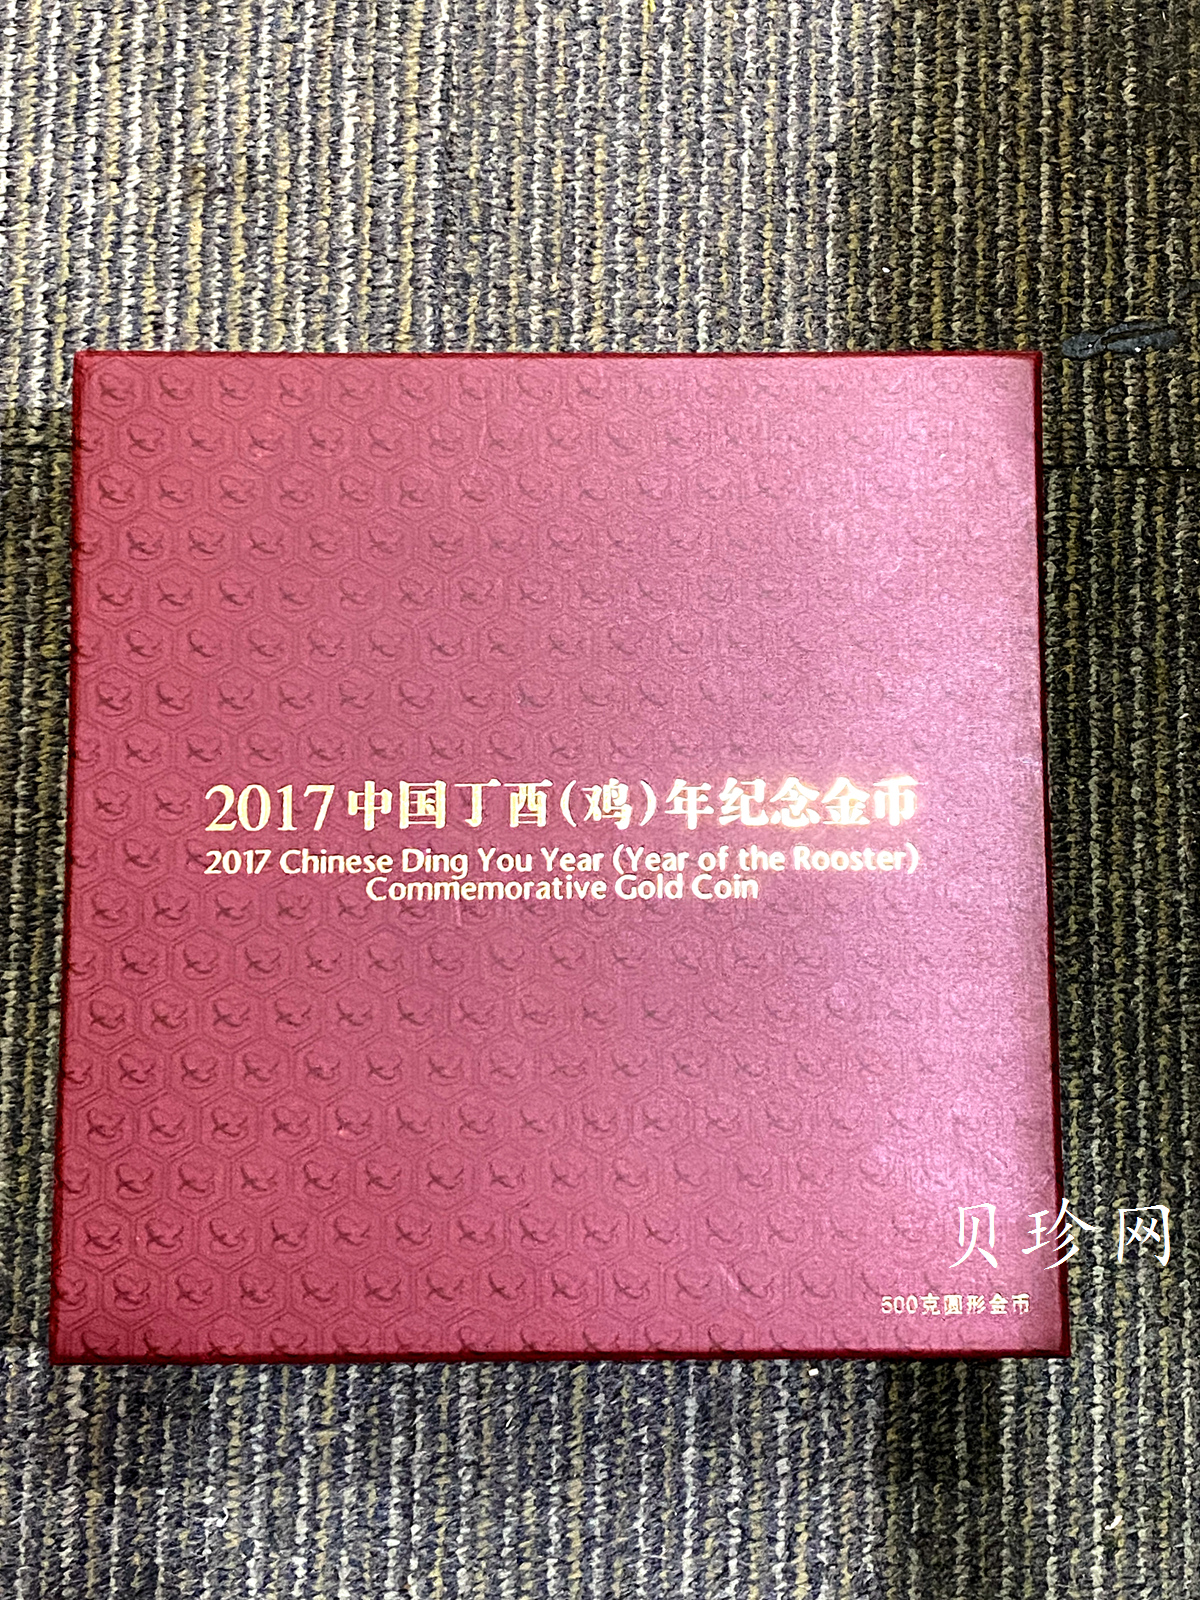 2017中国丁酉(鸡)年纪念金币
2017 Chinese Ding You Year (Year of the Rooster)
Commemorative Gold Coin
贝珍网
500克圆形金币